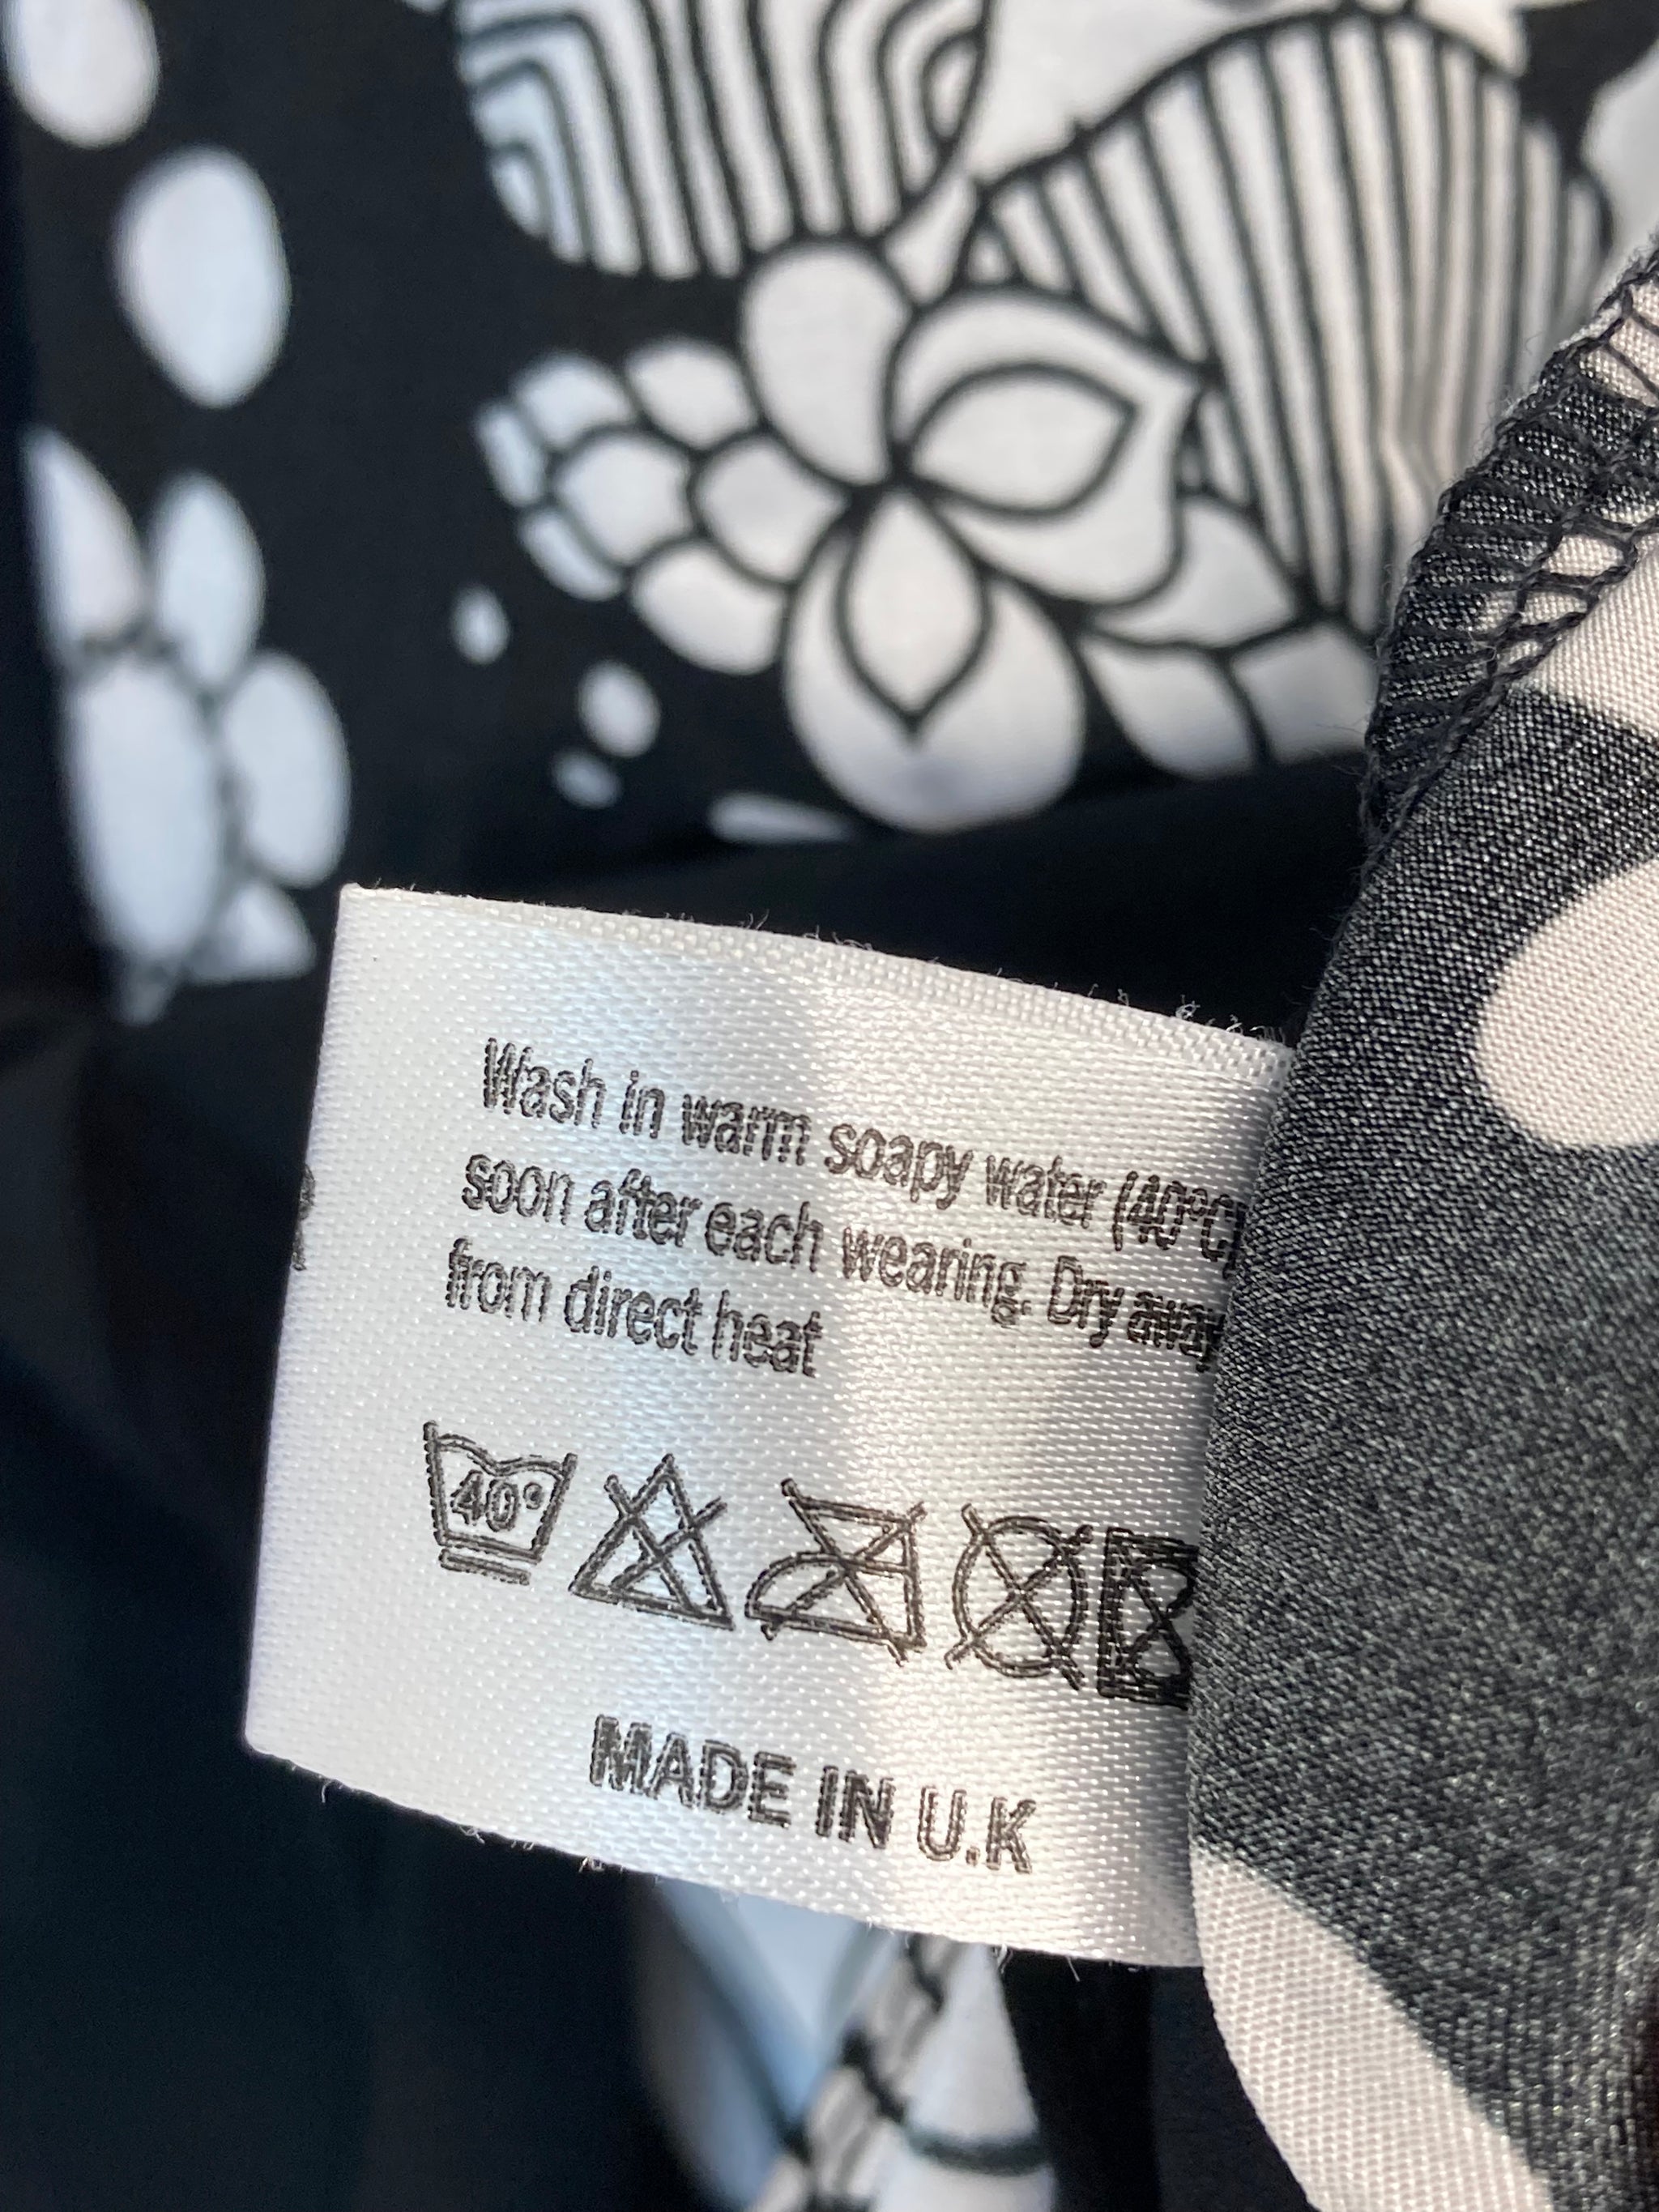 Wash in warm soapy water (40°C)
soon after each wearing. Dry away
from direct heat
40°
MADE IN U.K